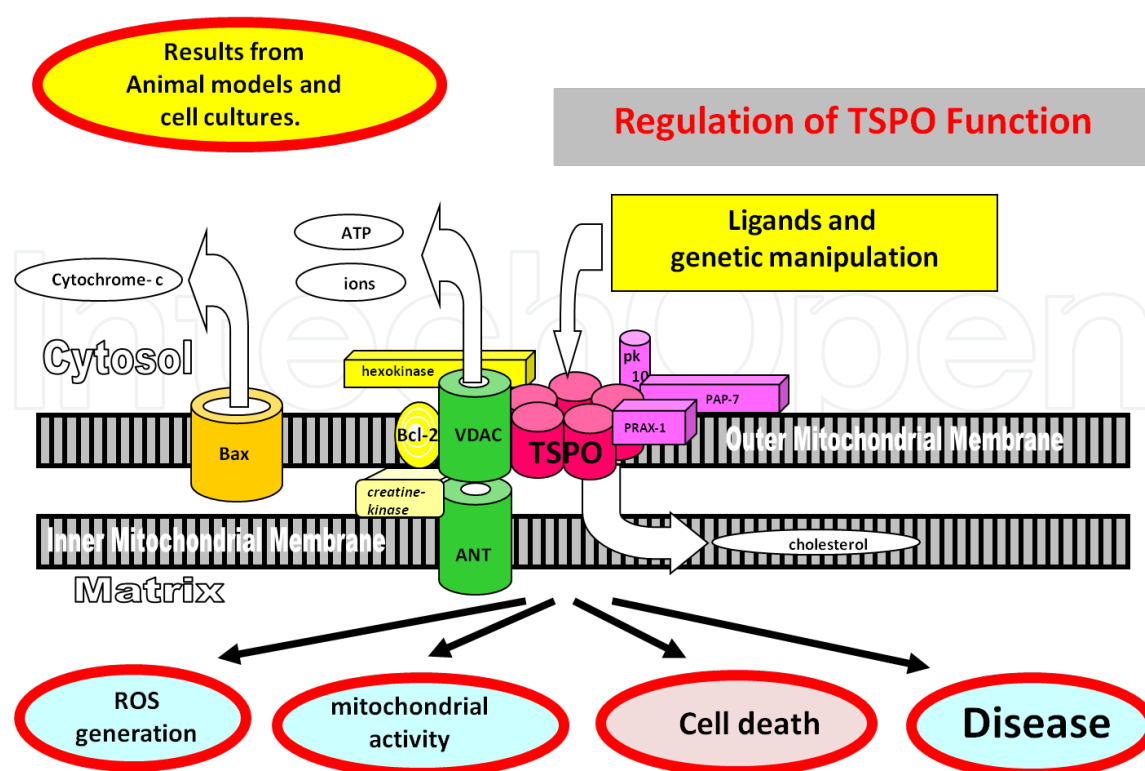 Results from
Animal models and
cell cultures.
Regulation of TSPO Function
Ligands and
genetic manipulation
ATP
ions
Cytochrome- c
IntechOpen
Cytosol
hexokinase
pk
10
PAP-7
PRAX-1
Bcl-2
VDAC
TSPO
Bax
Outer Mitochondrial Membrane
creatine-
kinase
Inner Mitochondrial Membrane
ANT
cholesterol
Matrix
ROS
generation
mitochondrial
activity
Cell death
Disease